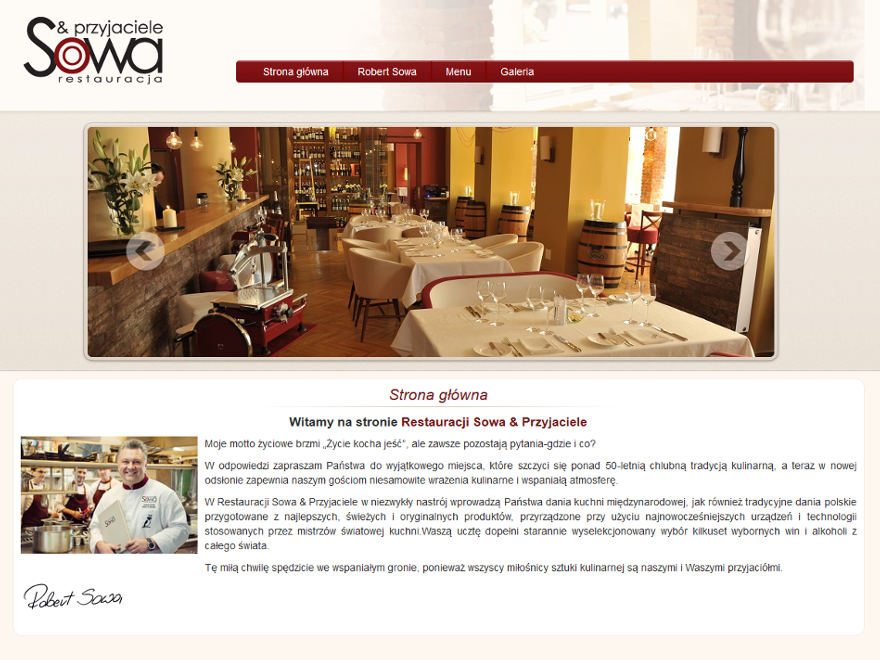 & przyjaciele
Sowa
restauracja
Strona główna Robert Sowa Menu Galeria
Strona główna
Witamy na stronie Restauracji Sowa & Przyjaciele
Moje motto życiowe brzmi „Życie kocha jeść”, ale zawsze pozostają pytania-gdzie i co?
W odpowiedzi zapraszam Państwa do wyjątkowego miejsca, które szczyci się ponad 50-letnią chlubną tradycją kulinarną, a teraz w nowej
odsłonie zapewnia naszym gościom niesamowite wrażenia kulinarne i wspaniałą atmosferę.
W Restauracji Sowa & Przyjaciele w niezwykły nastrój wprowadzą Państwa dania kuchni międzynarodowej, jak również tradycyjne dania polskie
przygotowane z najlepszych, świeżych i oryginalnych produktów, przyrządzone przy użyciu najnowocześniejszych urządzeń i technologii
stosowanych przez mistrzów światowej kuchni.Waszą ucztę dopełni starannie wyselekcjonowany wybór kilkuset wybornych win i alkoholi z
całego świata.
Tę miłą chwilę spędzicie we wspaniałym gronie, ponieważ wszyscy miłośnicy sztuki kulinarnej są naszymi i Waszymi przyjaciółmi.
Robert Sowa